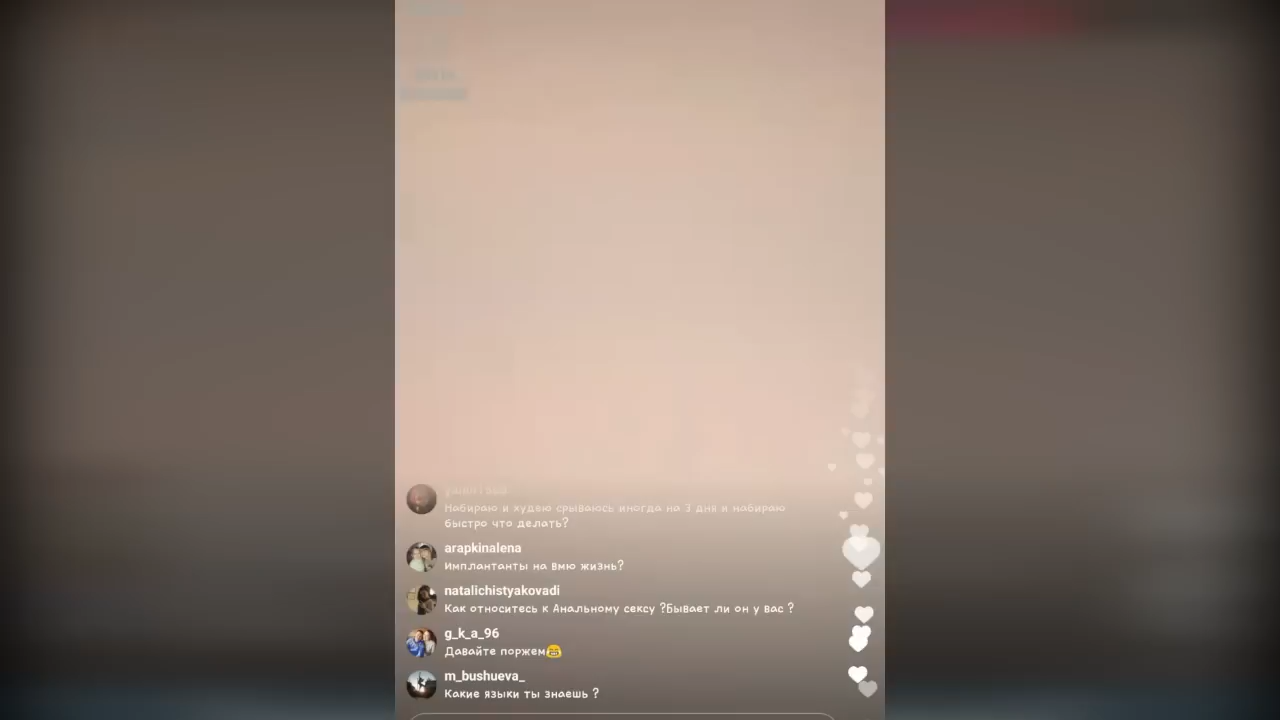 Набираю и худею срываюсь иногда на 3 дня и набираю
быстро что делать?
arapkinalena
имплантанты на вмю жизнь?
natalichistyakovadi
Как относитесь к Анальному сексу ?Бывает ли он у вас ?
g_k_a_96
Давайте поржем😂
m_bushueva_
Какие языки ты знаешь ?